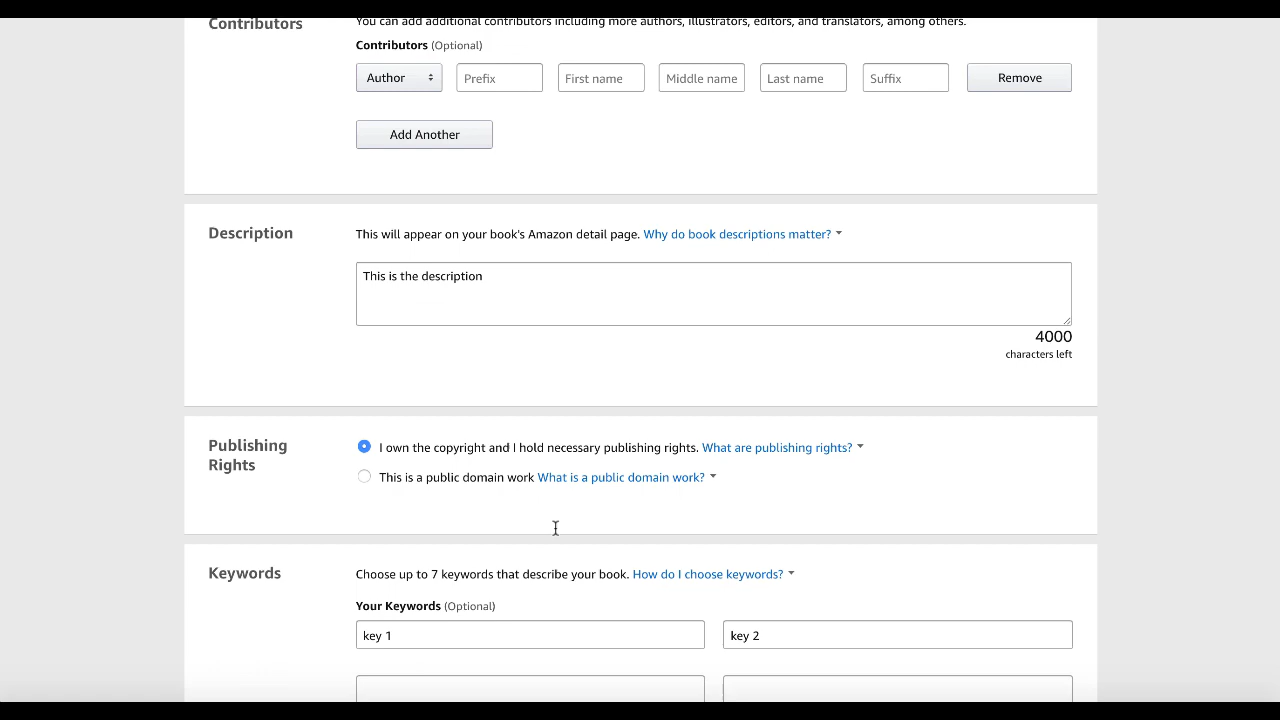 Contributors
You can add additional contributors including more authors, illustrators, editors, and translators, among others.
Contributors (Optional)
Author Prefix First name Middle name Last name Suffix Remove
Add Another
Description
This will appear on your book's Amazon detail page. Why do book descriptions matter?
This is the description
4000
characters left
Publishing
Rights
I own the copyright and I hold necessary publishing rights. What are publishing rights?
This is a public domain work What is a public domain work?
Keywords
Choose up to 7 keywords that describe your book. How do I choose keywords?
Your Keywords (Optional)
key 1 key 2